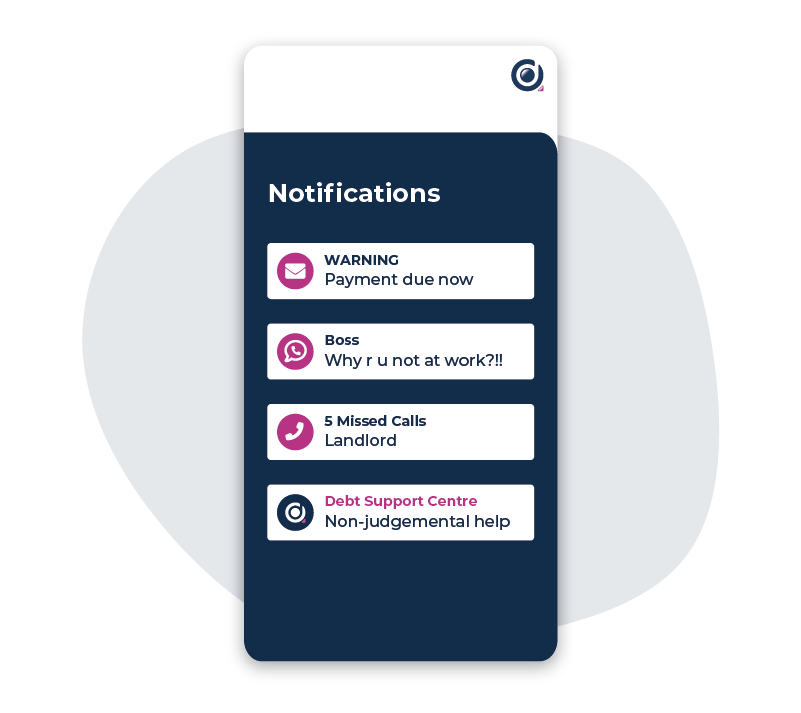 Notifications
WARNING
Payment due now
Boss
Why r u not at work?!!
5 Missed Calls
Landlord
Debt Support Centre
Non-judgemental help